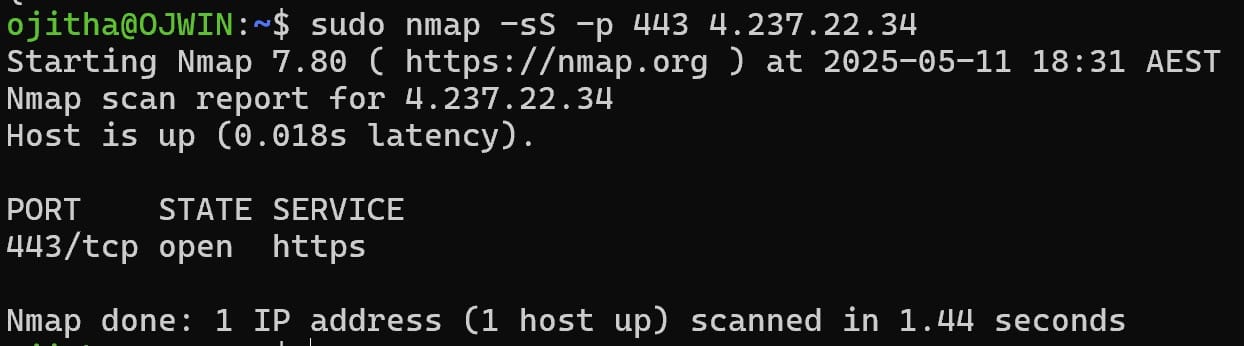 ojitha@OJWIN:~$ sudo nmap -sS -p 443 4.237.22.34
Starting Nmap 7.80 ( https://nmap.org ) at 2025-05-11 18:31 AEST
Nmap scan report for 4.237.22.34
Host is up (0.018s latency).
PORT    STATE SERVICE
443/tcp open  https
Nmap done: 1 IP address (1 host up) scanned in 1.44 seconds